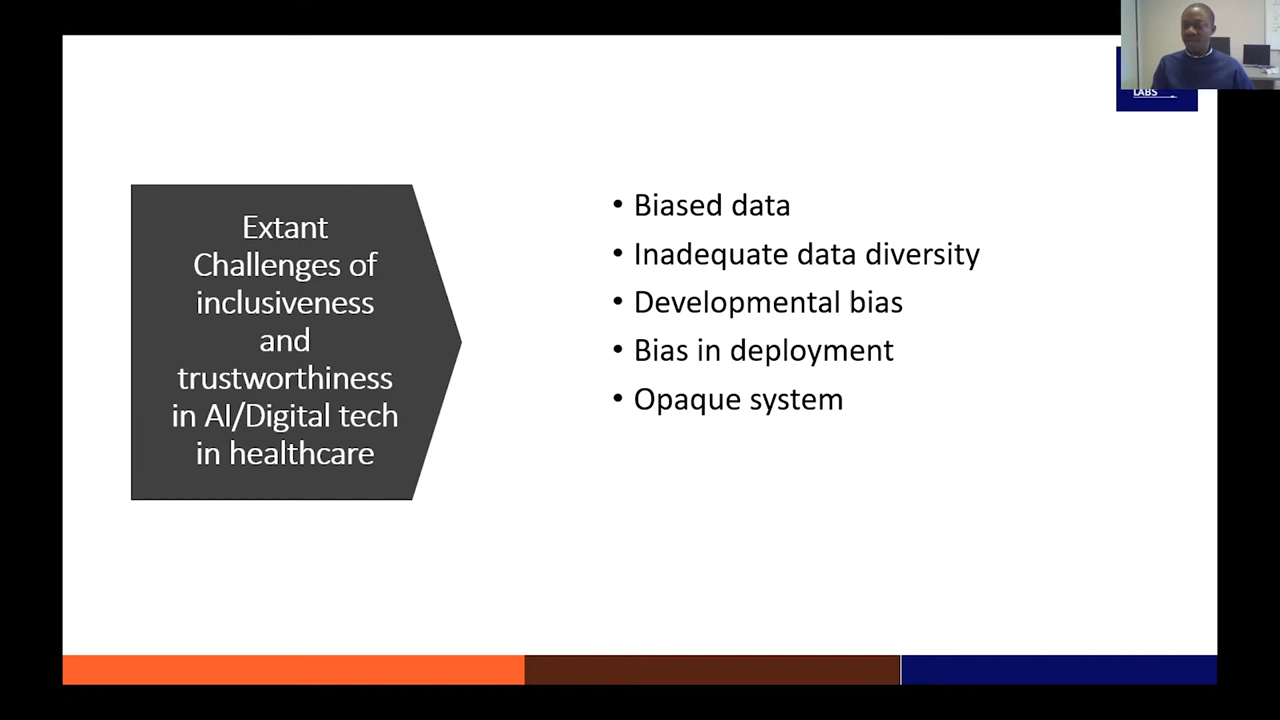 LABS
Extant
Challenges of
inclusiveness
and
trustworthiness
in AI/Digital tech
in healthcare
• Biased data
• Inadequate data diversity
• Developmental bias
• Bias in deployment
• Opaque system